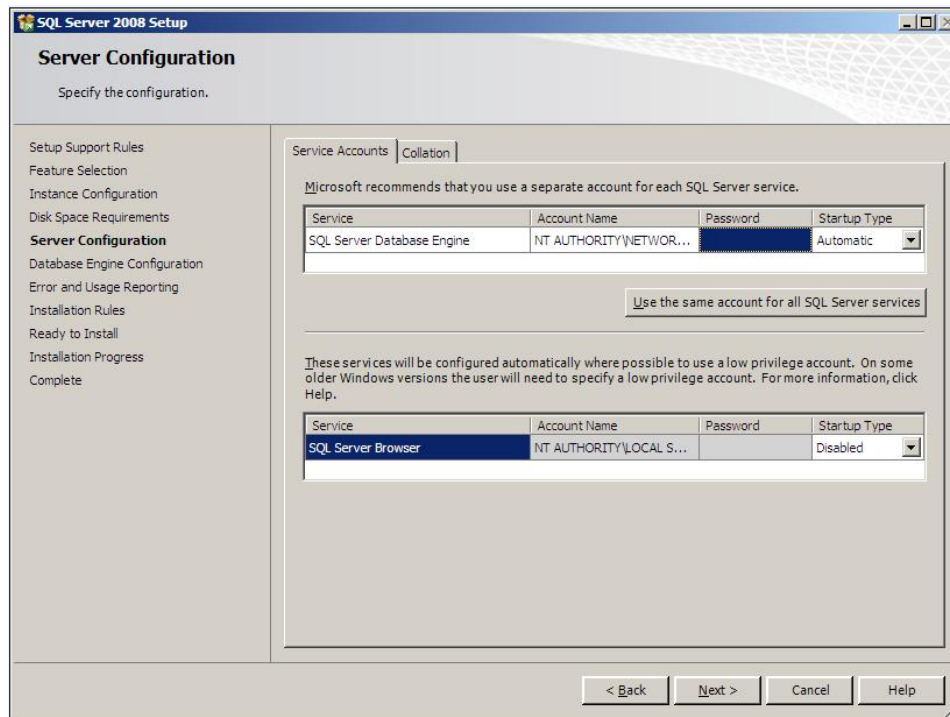 SQL Server 2008 Setup
Server Configuration
Specify the configuration.
Setup Support Rules
Feature Selection
Instance Configuration
Disk Space Requirements
Server Configuration
Database Engine Configuration
Error and Usage Reporting
Installation Rules
Ready to Install
Installation Progress
Complete
Service Accounts Collation
Microsoft recommends that you use a separate account for each SQL Server service.
Service Account Name Password Startup Type
SQL Server Database Engine NT AUTHORITY\NETWOR... Automatic
Use the same account for all SQL Server services
These services will be configured automatically where possible to use a low privilege account. On some
older Windows versions the user will need to specify a low privilege account. For more information, click
Help.
Service Account Name Password Startup Type
SQL Server Browser NT AUTHORITY\LOCAL S... Disabled
< Back Next > Cancel Help